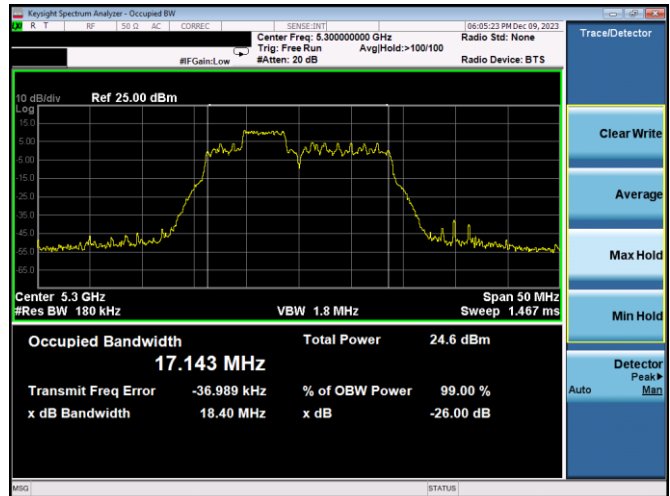 Keysight Spectrum Analyzer - Occupied BW
LXI R T RF 50 Ω AC CORREC SENSE:INT 06:05:23 PM Dec 09, 2023
Center Freq: 5.300000000 GHz Radio Std: None
Trig: Free Run Avg|Hold:>100/100
#IFGain:Low #Atten: 20 dB Radio Device: BTS
Trace/Detector
10 dB/div Ref 25.00 dBm
Log
15.0
5.00
-5.00
-15.0
-25.0
-35.0
-45.0
-55.0
-65.0
Center 5.3 GHz Span 50 MHz
#Res BW 180 kHz VBW 1.8 MHz Sweep 1.467 ms
Occupied Bandwidth Total Power 24.6 dBm
17.143 MHz
Transmit Freq Error -36.989 kHz % of OBW Power 99.00 %
x dB Bandwidth 18.40 MHz x dB -26.00 dB
Clear Write
Average
Max Hold
Min Hold
Detector
Peak▶
Auto Man
MSG STATUS